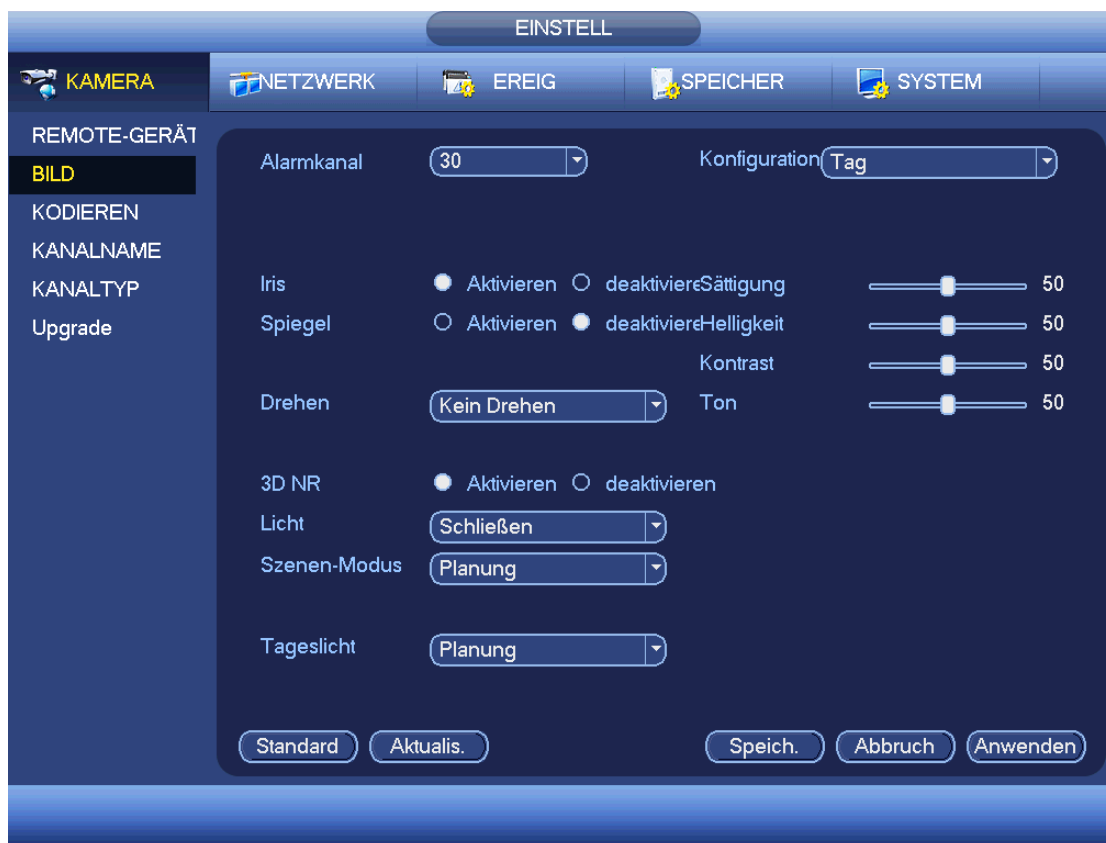 EINSTELL
KAMERA NETZWERK EREIG SPEICHER SYSTEM
REMOTE-GERÄT
BILD
KODIEREN
KANALNAME
KANALTYP
Upgrade
Alarmkanal 30 Konfiguration Tag
Iris Aktivieren deaktiviere Sättigung 50
Spiegel Aktivieren deaktiviere Helligkeit 50
Kontrast 50
Drehen Kein Drehen Ton 50
3D NR Aktivieren deaktivieren
Licht Schließen
Szenen-Modus Planung
Tageslicht Planung
Standard Aktualis. Speich. Abbruch Anwenden